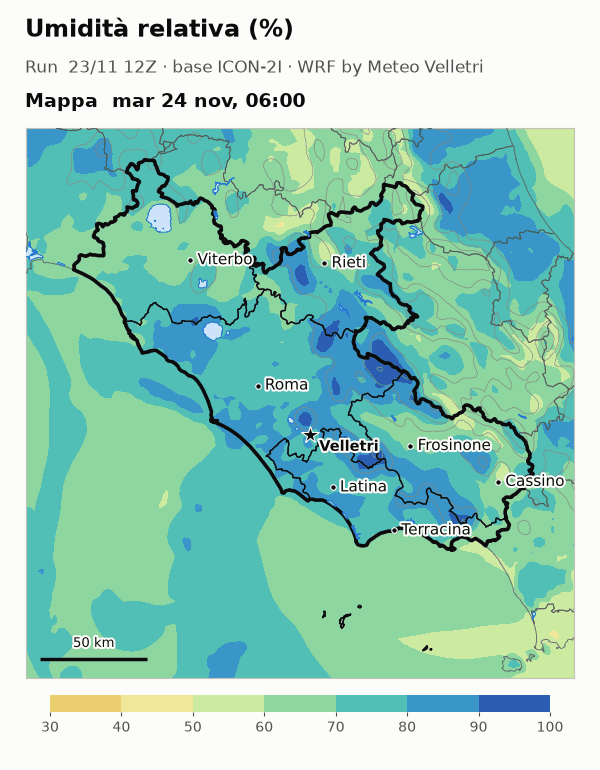 Umidità relativa (%)
Run  23/11 12Z · base ICON-2I · WRF by Meteo Velletri
Mappa  mar 24 nov, 06:00
Viterbo
Rieti
Roma
Velletri
Frosinone
Latina
Cassino
Terracina
50 km
30 40 50 60 70 80 90 100